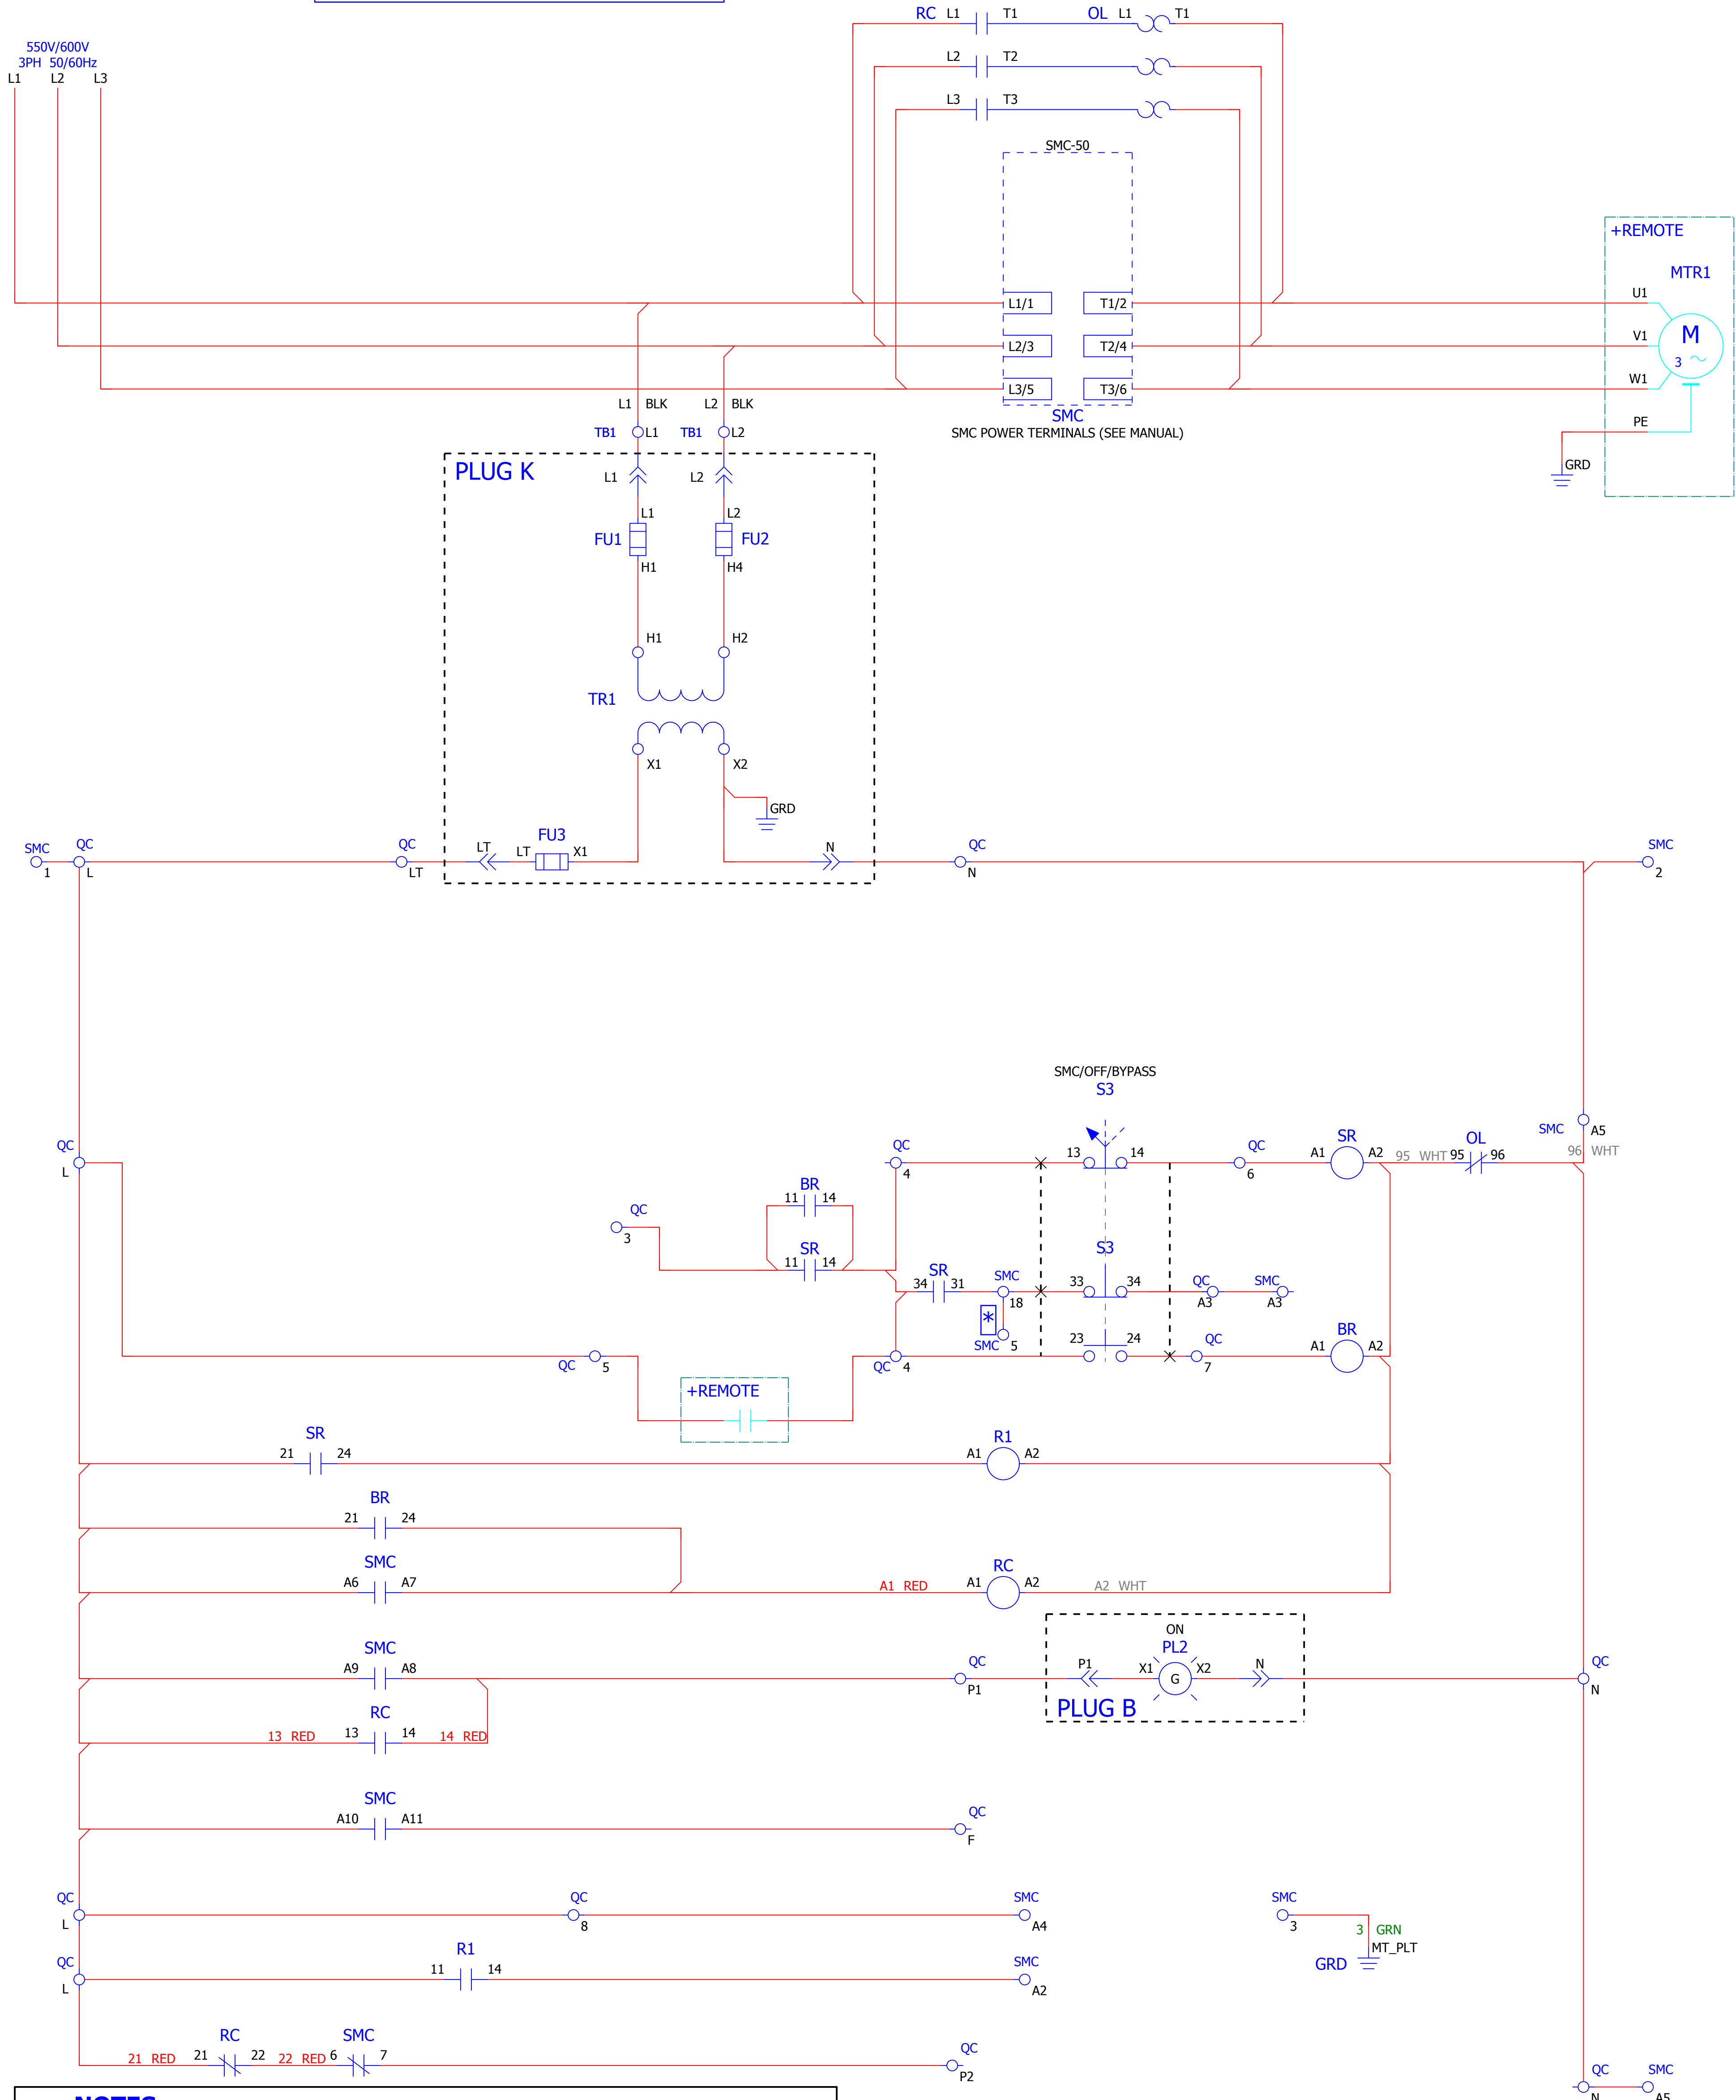 RC L1 T1 OL L1 T1
550V/600V
3PH 50/60Hz
L1 L2 L3
L2 T2
L3 T3
SMC-50
+REMOTE
MTR1
U1
L1/1 T1/2
V1
M
3
L2/3 T2/4
W1
L3/5 T3/6
L1 BLK L2 BLK
SMC
PE
TB1 L1 TB1 L2
SMC POWER TERMINALS (SEE MANUAL)
PLUG K
L1 L2
GRD
L1 L2
FU1 FU2
H1 H4
H1 H2
TR1
X1 X2
GRD
FU3
SMC QC QC LT LT X1 N QC SMC
1 L LT N 2
SMC/OFF/BYPASS
S3
SMC A5
QC QC 13 14 QC SR OL
L 4 6 A1 A2 95 WHT 95 96 96 WHT
BR
11 14
QC
3
SR
11 14
S3
SR
34 31 SMC 33 34 QC SMC
18 A3 A3
*
SMC 5
23 24 QC BR
QC 5 QC 4 7 A1 A2
+REMOTE
SR R1
21 24 A1 A2
BR
21 24
SMC RC
A6 A7 A1 RED A1 A2 A2 WHT
ON
SMC PL2
A9 A8 QC P1 X1 G X2 N QC
P1 N
PLUG B
RC
13 RED 13 14 14 RED
SMC
A10 A11 QC
F
QC QC SMC SMC
L 8 A4 3
3 GRN
MT_PLT
GRD
QC R1 SMC
L 11 14 A2
RC SMC
21 RED 21 22 22 RED 6 7 QC
P2
QC SMC
N A5
NOTES